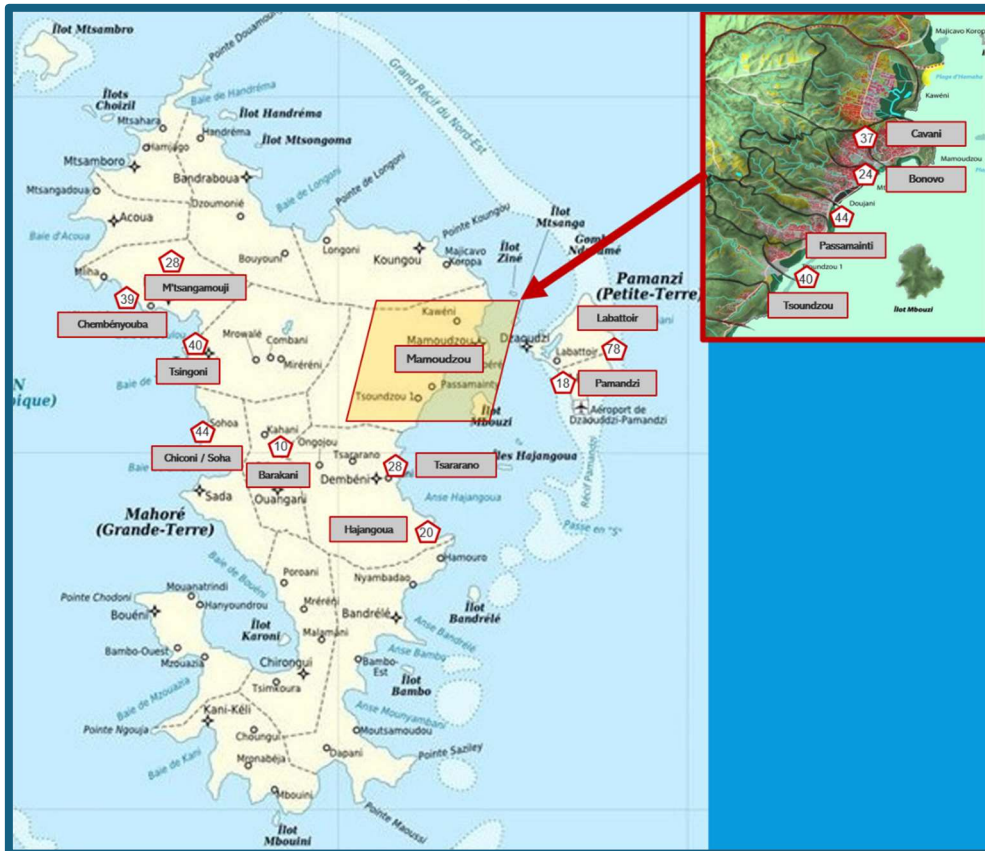 Îlot Mtsambro
Pointe Douamoun
Îlots
Choizil
Baie de Handréma
Îlot Handréma
Mtsahara
Handréma
Îlot Mtsongoma
Hamjago
Mtsamboro
Bandraboua
Mtsangadoua
Dzoumonié
Acoua
Baie d'Acoua
Baie de Longoni
Pointe de Longoni
Grand Récif du Nord-Est
Longoni
Bouyouni
Koungou
Pointe Koungou
Majicavo
Koropa
Îlot
Mtsanga
Îlot
Ziné
Pamanzi
(Petite-Terre)
Mliha
28
M'tsangamouji
39
Chembényouba
40
Tsingoni
Mrowalé
Combani
Miréréni
Kawéni
Mamoudzou
Mamoudzou
Passamainty
Tsoundzou 1
Îlot
Mbouzi
Dzaoudzi
Labattoir
Labattoir
78
18
Pamandzi
Aéroport de
Dzaoudzi-Pamandzi
Récif Pamanzi
44
Chiconi / Soha
Sohoa
Kahani
10
Barakani
Ongojou
Ouangani
Tsararano
28
Tsararano
Dembéni
Îles Hajangoua
Anse Hajangoua
Sada
Mahoré
(Grande-Terre)
Hajangoua
20
Passe en "S"
Hamouro
Baie de Bouéni
Poroani
Nyambadao
Mouanatrindi
Hanyoundrou
Pointe Chodoni
Bouéni
Mréréni
Bandrélé
Îlot
Bandrélé
Îlot
Karoni
Malamani
Anse Bandrélé
Bambo-Ouest
Mzouazia
Chirongui
Anse Bambo
Bambo-
Est
Îlot
Bambo
Tsimkoura
Baie de Mzouazia
Kani-Kéli
Anse Mounyambani
Pointe Ngouja
Choungui
Moutsamoudou
Baie de Kani
Mronabéja
Dapani
Pointe Saziley
Mbouini
Pointe Maoussi
Îlot
Mbouini
Majicavo Koropa
Plage d'Hamaha
Kawéni
37
Cavani
Mamoudzou
24
Bonovo
Doujani
44
Passamainti
40
Tsoundzou
Îlot Mbouzi